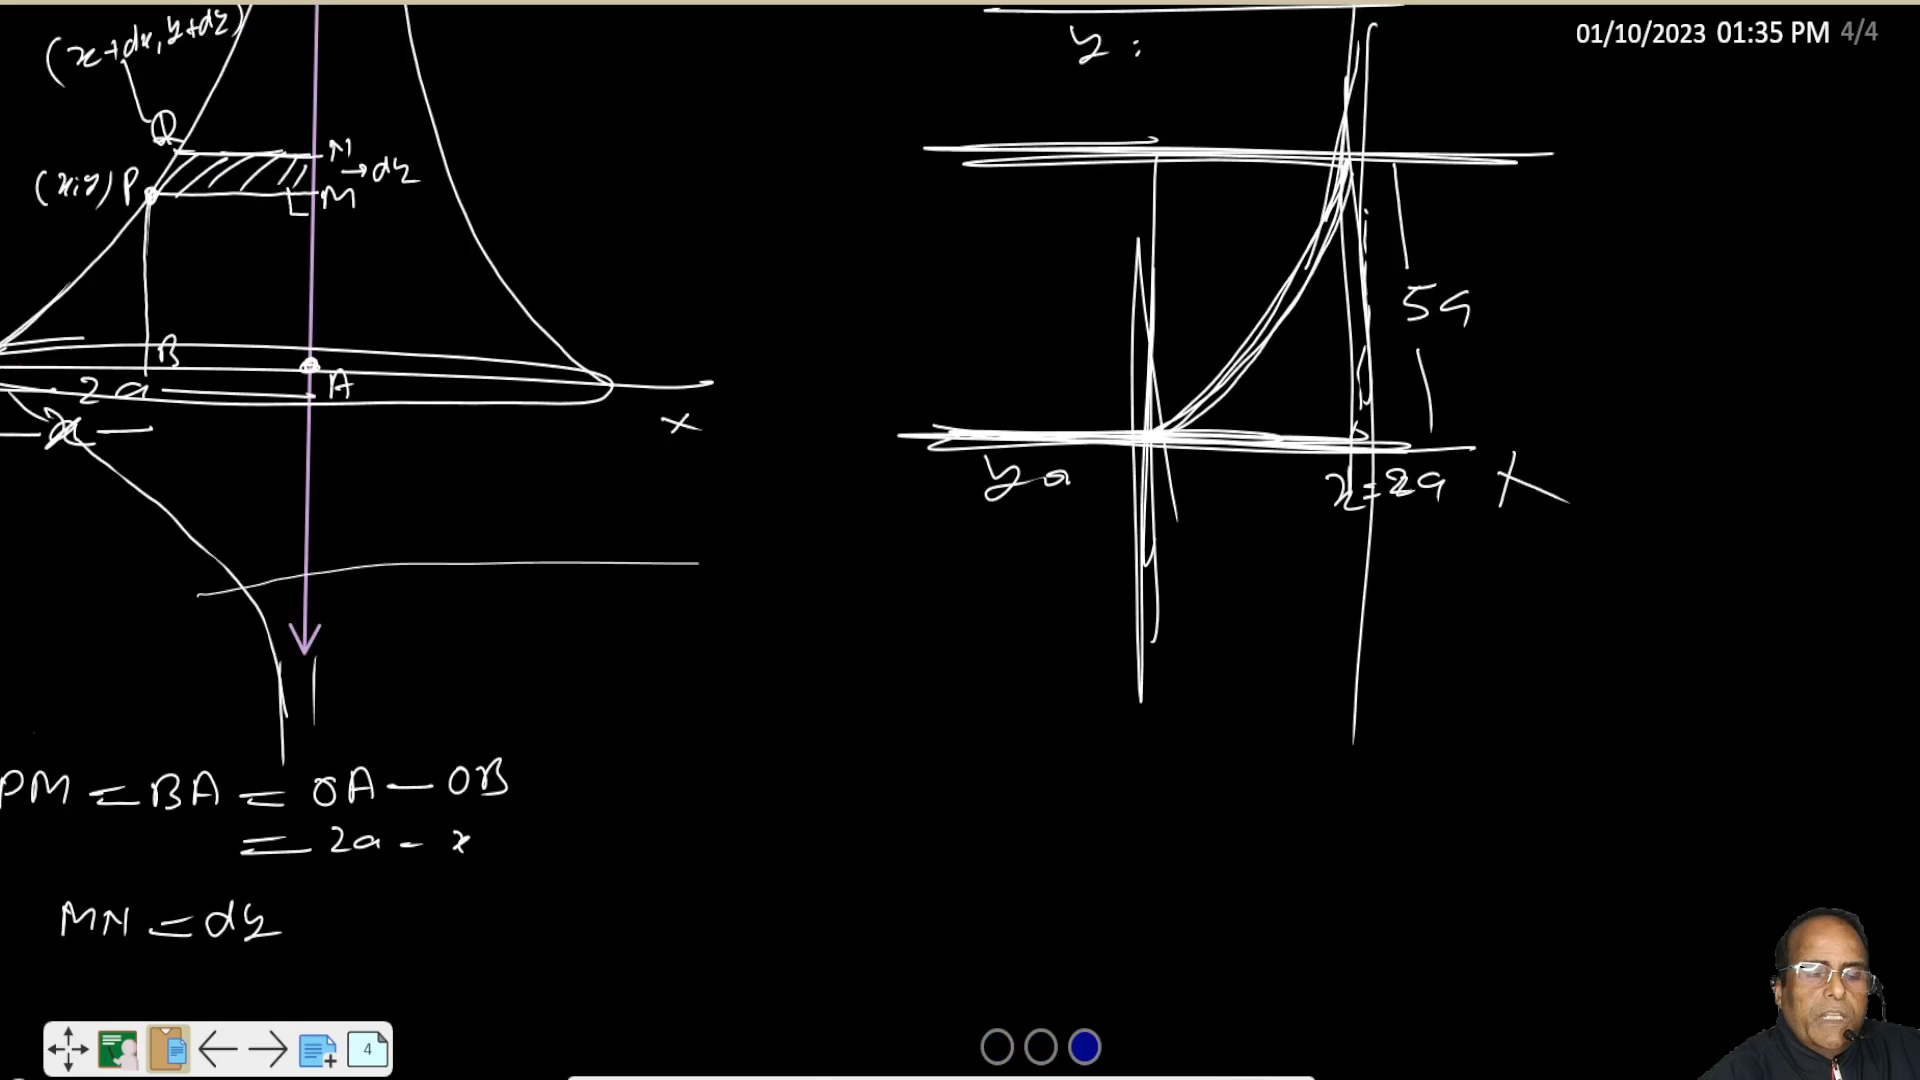 01/10/2023 01:35 PM 4/4
(x+dx, y+dy)
Q
N
→dy
(x,y) P
M
B
A
2a
x
x
PM = BA = OA - OB
= 2a - x
MN = dy
y :
5a
x=2a
X
4